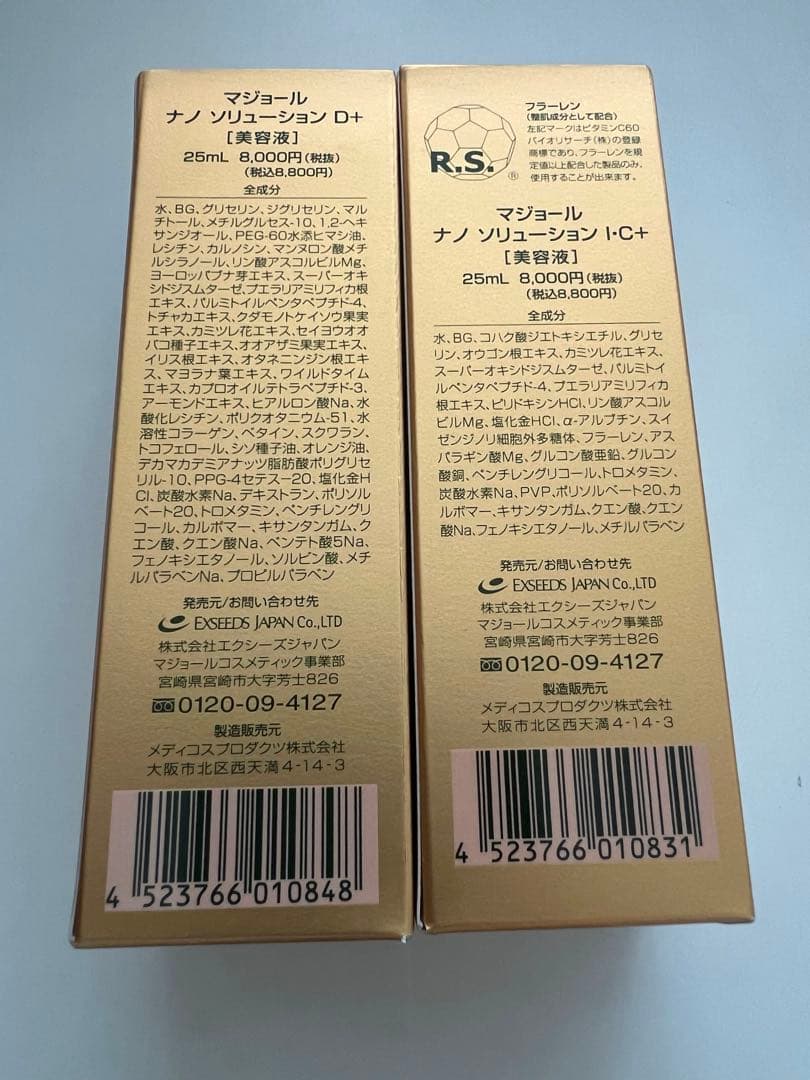 マジョール
ナノ ソリューション D+
[美容液]
25mL 8,000円(税抜)
(税込8,800円)
全成分
水、BG、グリセリン、ジグリセリン、マル
チトール、メチルグルセス-10、1,2-ヘキ
サンジオール、PEG-60水添ヒマシ油、
レシチン、カルノシン、マンヌロン酸メチ
ルシラノール、リン酸アスコルビルMg、
ヨーロッパブナ芽エキス、スーパーオキ
シドジスムターゼ、プエラリアミリフィカ根
エキス、パルミトイルペンタペプチド-4、
トチャカエキス、クダモノトケイソウ果実
エキス、カミツレ花エキス、セイヨウオオ
バコ種子エキス、オオアザミ果実エキス、
イリス根エキス、オタネニンジン根エキ
ス、マヨラナ葉エキス、ワイルドタイム
エキス、カプロオイルテトラペプチド-3、
アーモンドエキス、ヒアルロン酸Na、水
酸化レシチン、ポリクオタニウム-51、水
溶性コラーゲン、ベタイン、スクワラン、
トコフェロール、シソ種子油、オレンジ油、
デカマカデミアナッツ脂肪酸ポリグリセ
リル-10、PPG-4セテス-20、塩化金H
Cl、炭酸水素Na、デキストラン、ポリソル
ベート20、トロメタミン、ペンチレングリ
コール、カルボマー、キサンタンガム、ク
エン酸、クエン酸Na、ペンテト酸5Na、
フェノキシエタノール、ソルビン酸、メチ
ルパラベンNa、プロピルパラベン
発売元/お問い合わせ先
EXSEEDS JAPAN Co.,LTD
株式会社エクシーズジャパン
マジョールコスメティック事業部
宮崎県宮崎市大字芳士826
0120-09-4127
製造販売元
メディコスプロダクツ株式会社
大阪市北区西天満4-14-3
4 523766 010848
R.S.®
フラーレン
(整肌成分として配合)
左記マークはビタミンC60
バイオリサーチ(株)の登録
商標であり、フラーレンを規
定値以上配合した製品のみ、
使用することが出来ます。
マジョール
ナノ ソリューション I・C+
[美容液]
25mL 8,000円(税抜)
(税込8,800円)
全成分
水、BG、コハク酸ジエトキシエチル、グリセ
リン、オウゴン根エキス、カミツレ花エキス、
スーパーオキシドジスムターゼ、パルミトイ
ルペンタペプチド-4、プエラリアミリフィカ
根エキス、ピリドキシンHCl、リン酸アスコル
ビルMg、塩化金HCl、α-アルブチン、スイ
ゼンジノリ細胞外多糖体、フラーレン、アス
パラギン酸Mg、グルコン酸亜鉛、グルコン
酸銅、ペンチレングリコール、トロメタミン、
炭酸水素Na、PVP、ポリソルベート20、カ
ルボマー、キサンタンガム、クエン酸、クエン
酸Na、フェノキシエタノール、メチルパラベン
発売元/お問い合わせ先
EXSEEDS JAPAN Co.,LTD
株式会社エクシーズジャパン
マジョールコスメティック事業部
宮崎県宮崎市大字芳士826
0120-09-4127
製造販売元
メディコスプロダクツ株式会社
大阪市北区西天満4-14-3
4 523766 010831